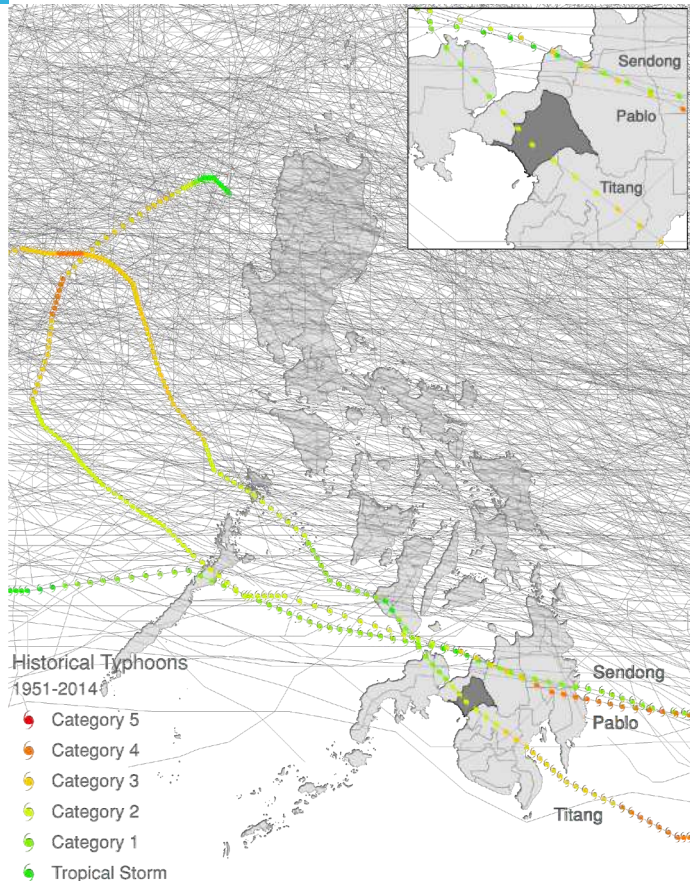 Sendong
Pablo
Titang
Historical Typhoons
1951-2014
Category 5
Category 4
Category 3
Category 2
Category 1
Tropical Storm
Sendong
Pablo
Titang